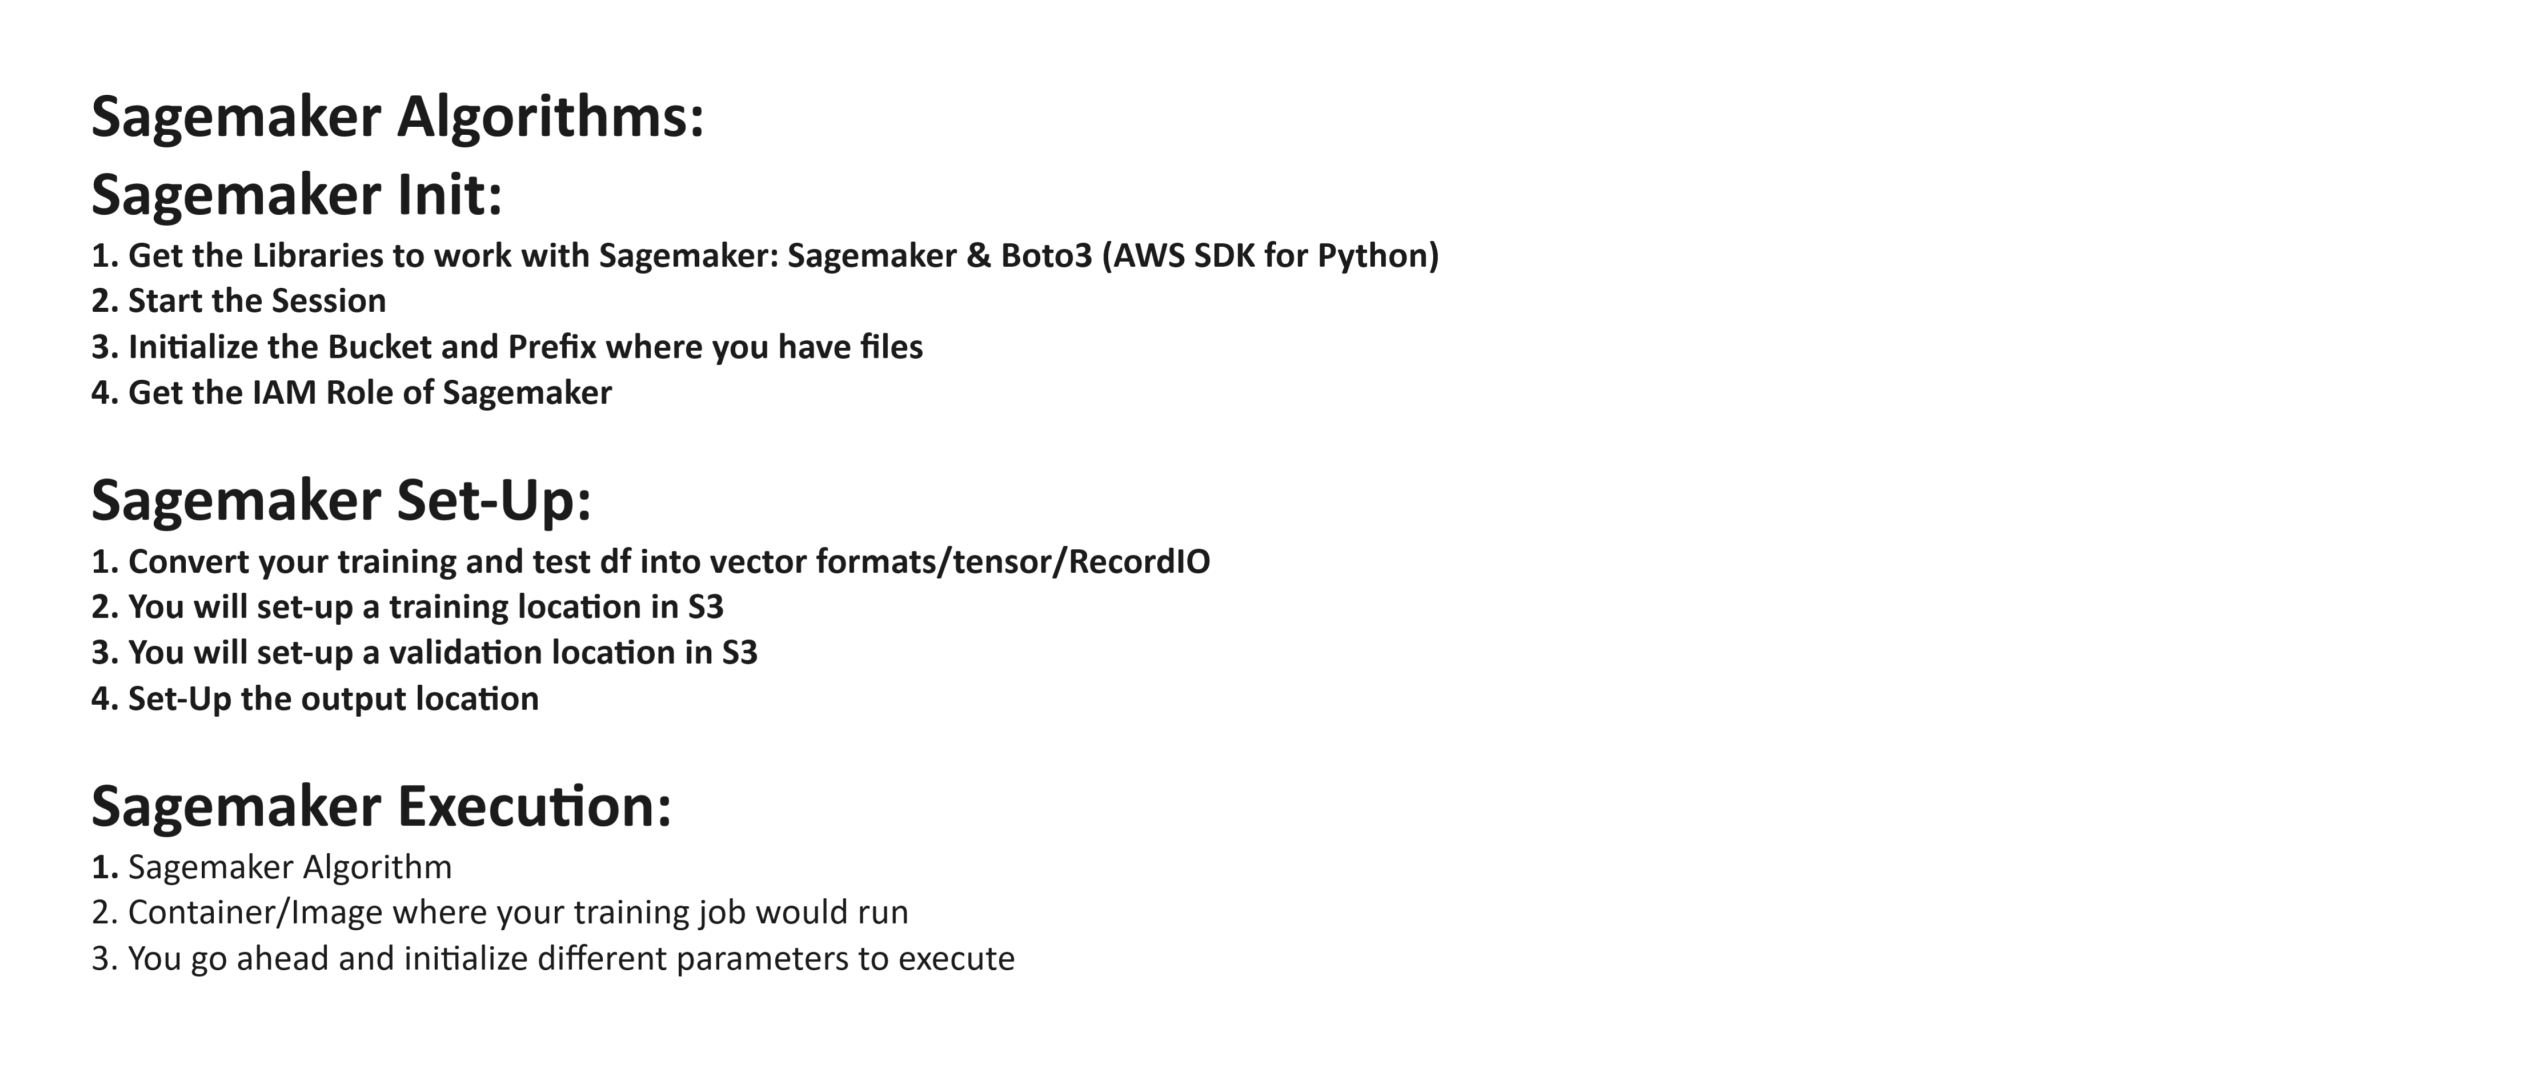 Sagemaker Algorithms:
Sagemaker Init:
1. Get the Libraries to work with Sagemaker: Sagemaker & Boto3 (AWS SDK for Python)
2. Start the Session
3. Initialize the Bucket and Prefix where you have files
4. Get the IAM Role of Sagemaker
Sagemaker Set-Up:
1. Convert your training and test df into vector formats/tensor/RecordIO
2. You will set-up a training location in S3
3. You will set-up a validation location in S3
4. Set-Up the output location
Sagemaker Execution:
1. Sagemaker Algorithm
2. Container/Image where your training job would run
3. You go ahead and initialize different parameters to execute